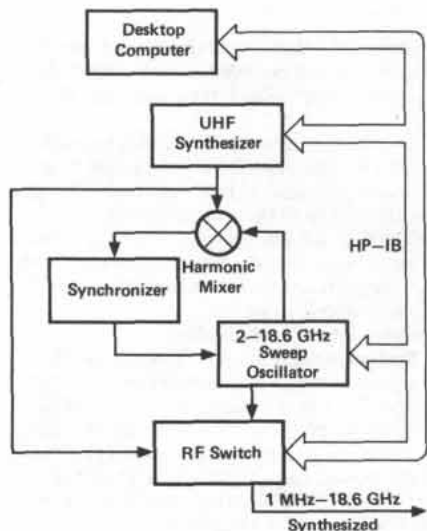 Desktop
Computer
UHF
Synthesizer
HP–IB
Harmonic
Mixer
Synchronizer
2–18.6 GHz
Sweep
Oscillator
RF Switch
1 MHz–18.6 GHz
Synthesized